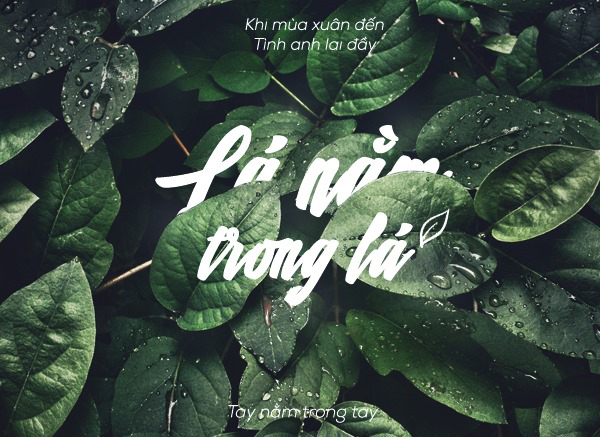 Khi mùa xuân đến
Tình anh lại đầy
Lá nằm
trong lá
Tay nằm trong tay